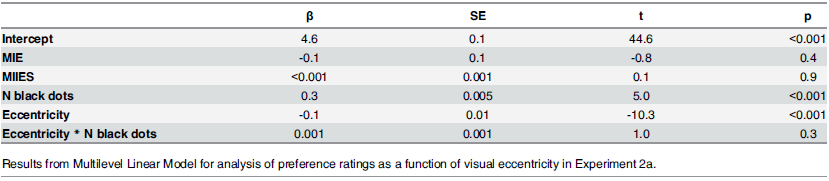 β SE t p
Intercept 4.6 0.1 44.6 <0.001
MIE -0.1 0.1 -0.8 0.4
MIIES <0.001 0.001 0.1 0.9
N black dots 0.3 0.005 5.0 <0.001
Eccentricity -0.1 0.01 -10.3 <0.001
Eccentricity * N black dots 0.001 0.001 1.0 0.3
Results from Multilevel Linear Model for analysis of preference ratings as a function of visual eccentricity in Experiment 2a.